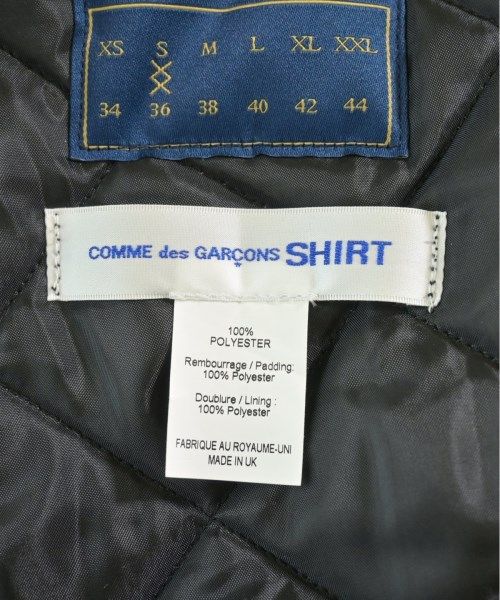 XS S M L XL XXL
34 36 38 40 42 44
COMME des GARÇONS SHIRT
100%
POLYESTER
Rembourrage / Padding:
100% Polyester
Doublure / Lining :
100% Polyester
FABRIQUE AU ROYAUME-UNI
MADE IN UK